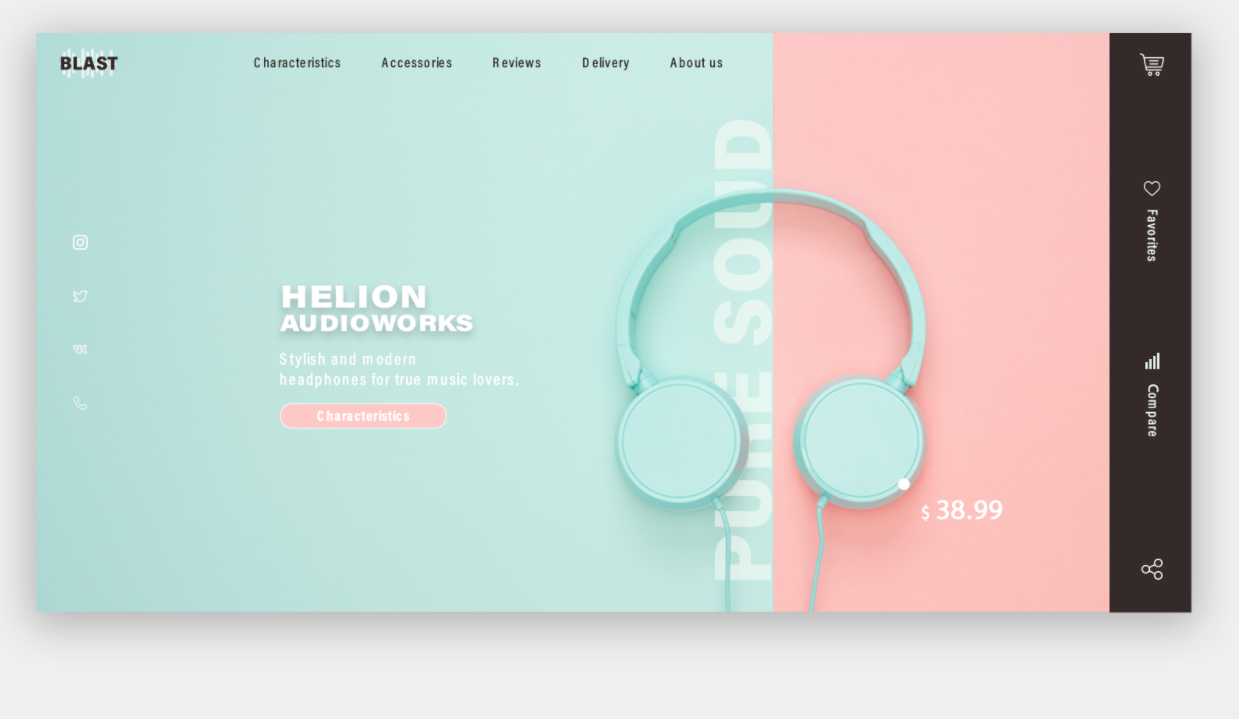 BLAST
Characteristics
Accessories
Reviews
Delivery
About us
HELION
AUDIOWORKS
Stylish and modern
headphones for true music lovers.
Characteristics
PURE SOUD
$ 38.99
Favorites
Compare